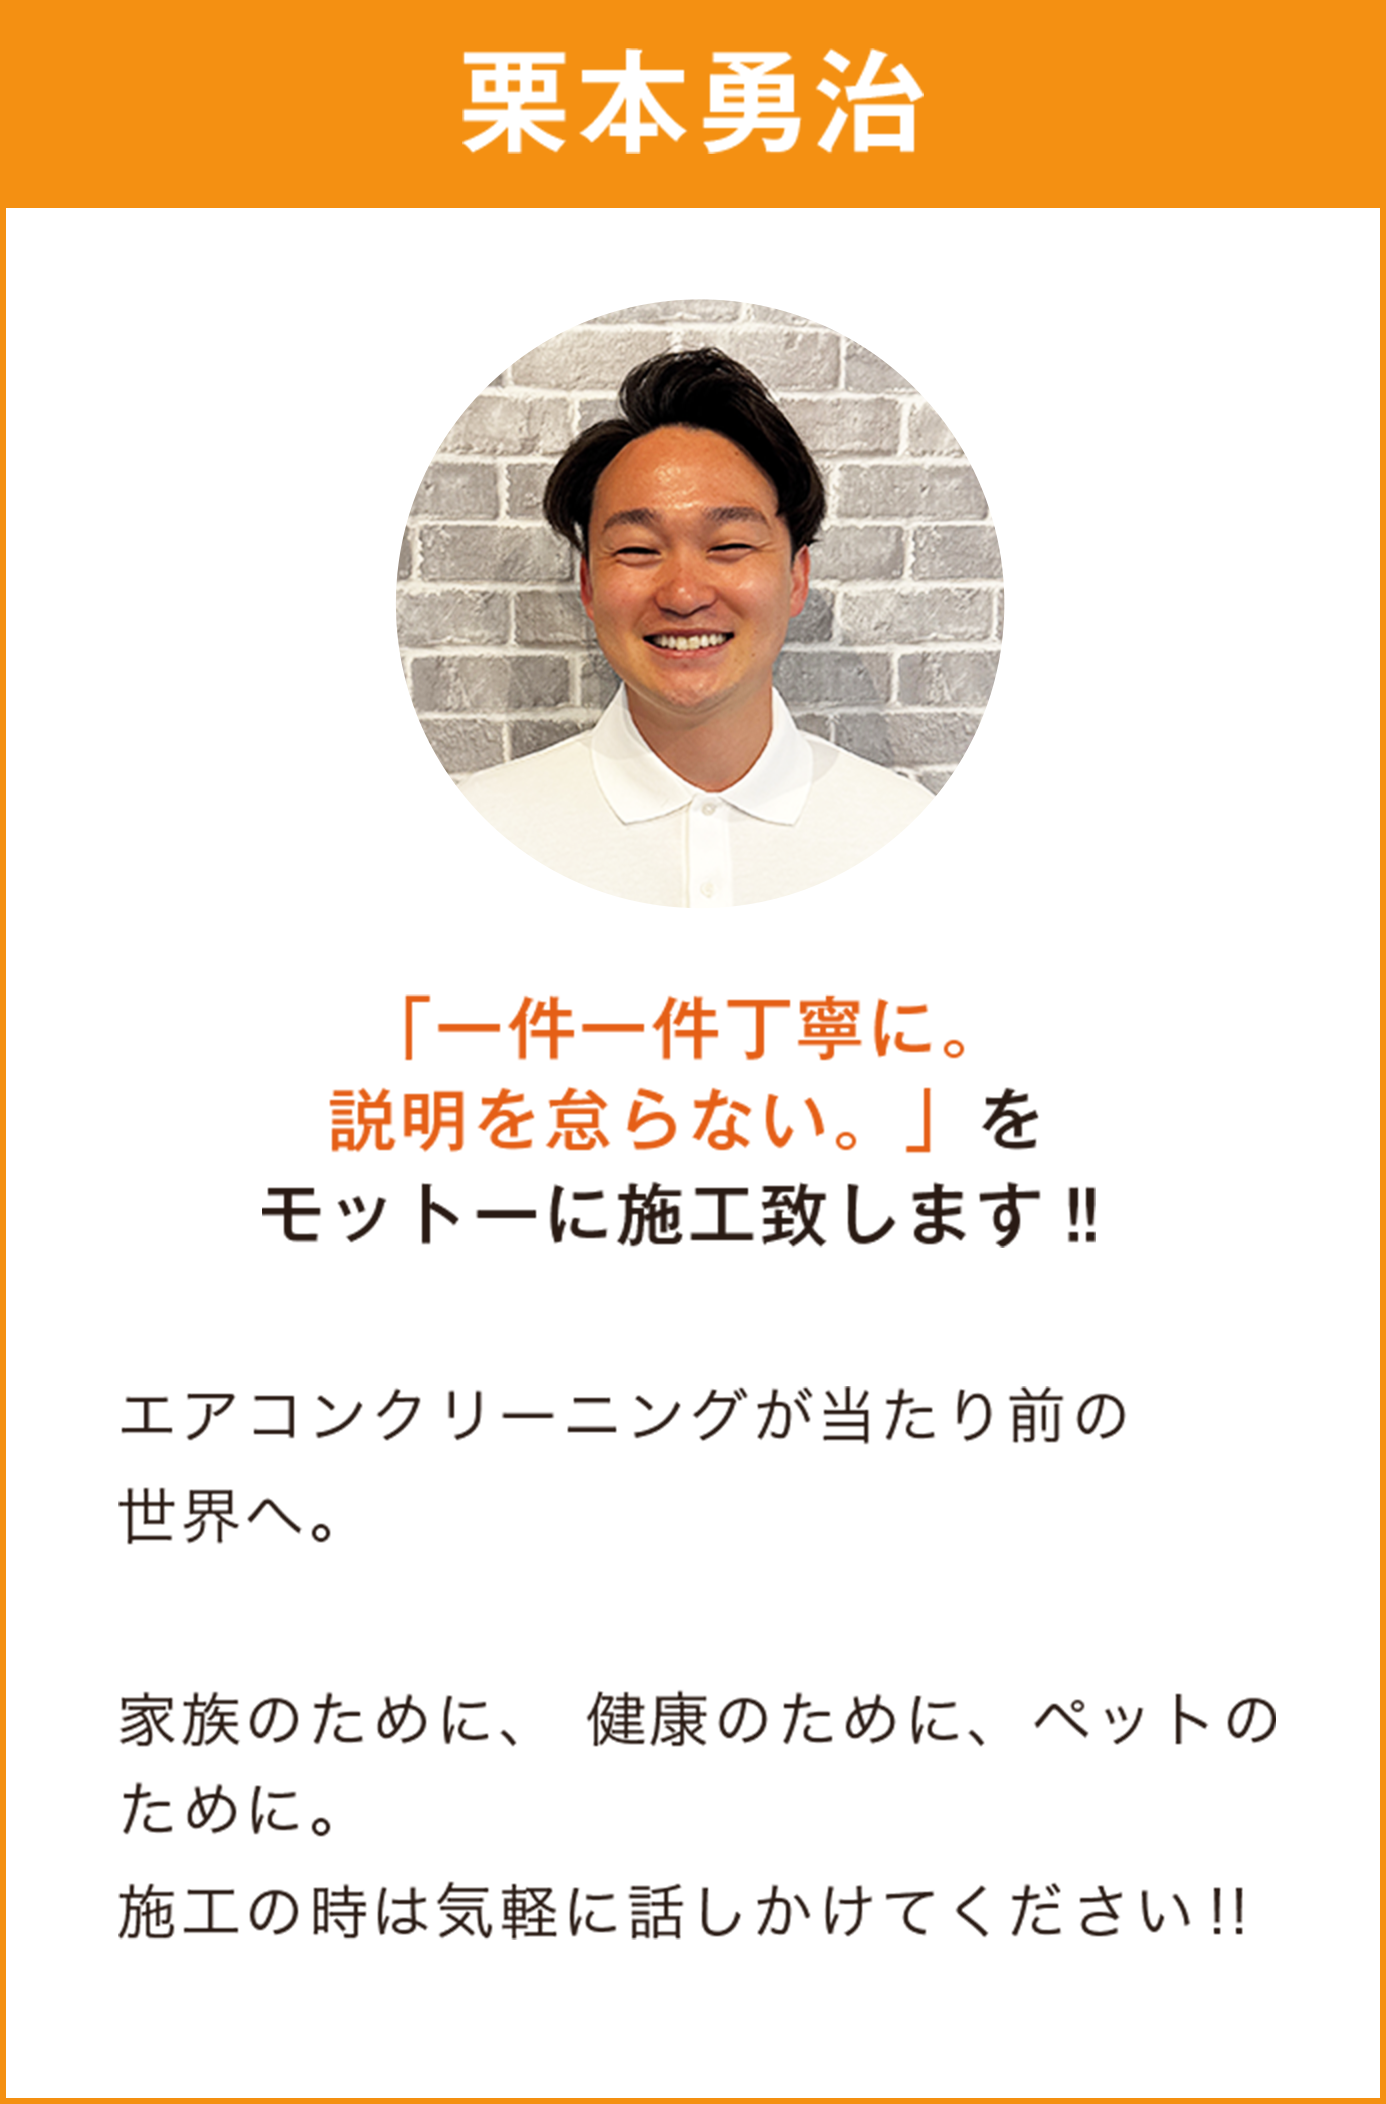 栗本勇治
「一件一件丁寧に。
説明を怠らない。」を
モットーに施工致します‼
エアコンクリーニングが当たり前の
世界へ。
家族のために、 健康のために、ペットの
ために。
施工の時は気軽に話しかけてください!!